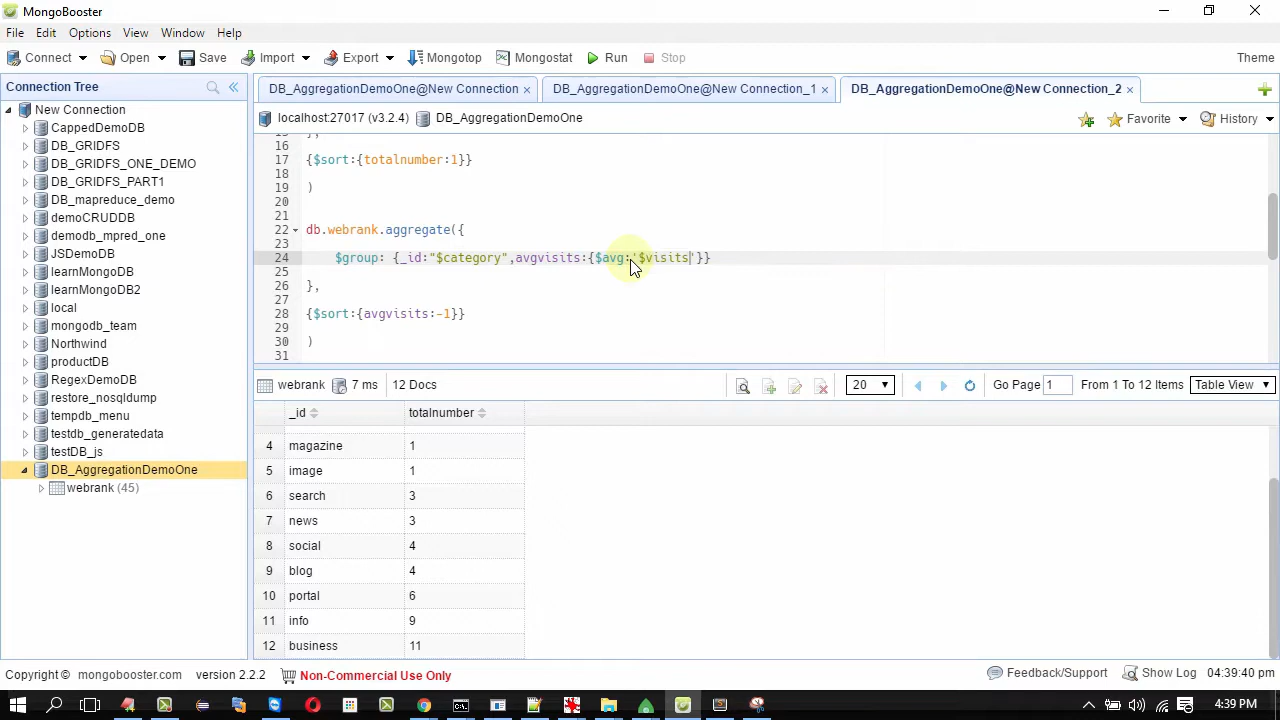 MongoBooster
File Edit Options View Window Help
Connect Open Save Import Export Mongotop Mongostat Run Stop Theme
Connection Tree
New Connection
CappedDemoDB
DB_GRIDFS
DB_GRIDFS_ONE_DEMO
DB_GRIDFS_PART1
DB_mapreduce_demo
demoCRUDDB
demodb_mpred_one
JSDemoDB
learnMongoDB
learnMongoDB2
local
mongodb_team
Northwind
productDB
RegexDemoDB
restore_nosqldump
tempdb_menu
testdb_generatedata
testDB_js
DB_AggregationDemoOne
webrank (45)
DB_AggregationDemoOne@New Connection × DB_AggregationDemoOne@New Connection_1 × DB_AggregationDemoOne@New Connection_2 ×
localhost:27017 (v3.2.4) DB_AggregationDemoOne Favorite History
15 },
16
17 {$sort:{totalnumber:1}}
18
19 )
20
21
22 db.webrank.aggregate({
23
24 $group: {_id:"$category",avgvisits:{$avg:'$visits'}}
25
26 },
27
28 {$sort:{avgvisits:-1}}
29
30 )
31
webrank 7 ms 12 Docs 20 Go Page 1 From 1 To 12 Items Table View
_id totalnumber
4 magazine 1
5 image 1
6 search 3
7 news 3
8 social 4
9 blog 4
10 portal 6
11 info 9
12 business 11
Copyright © mongobooster.com version 2.2.2 Non-Commercial Use Only Feedback/Support Show Log 04:39:40 pm
4:39 PM